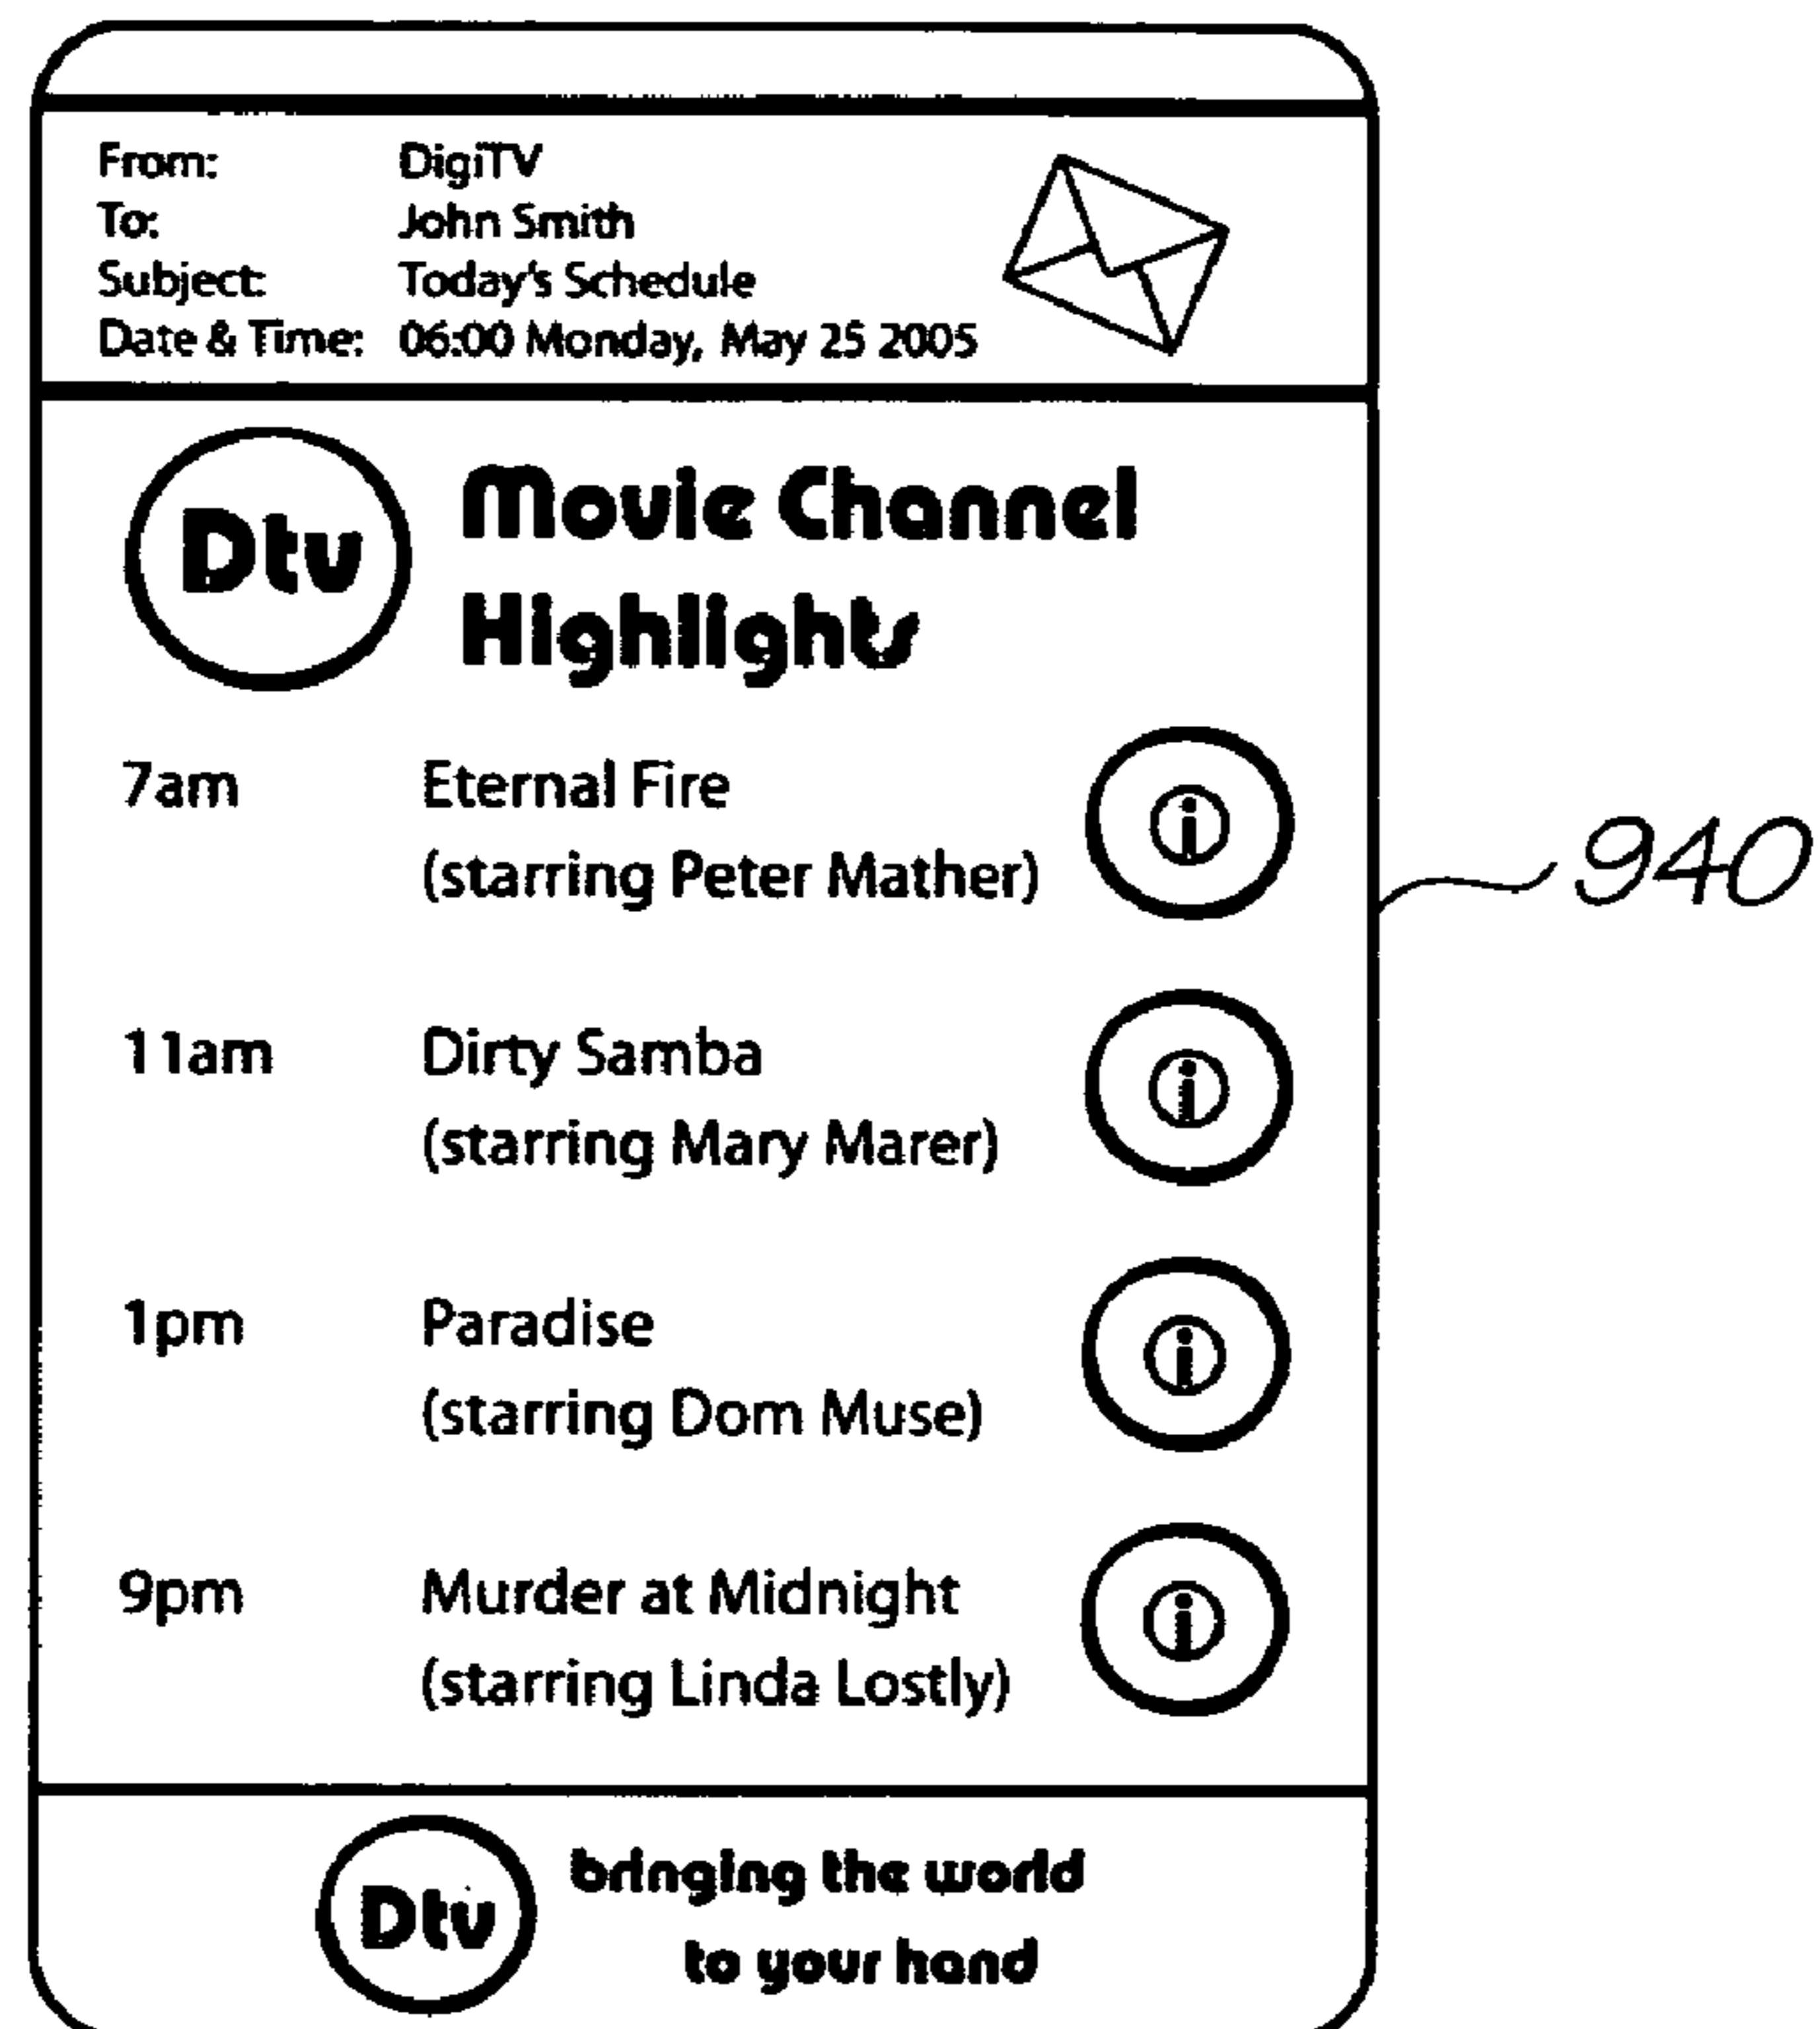 From: DigiTV
To: John Smith
Subject: Today's Schedule
Date & Time: 06:00 Monday, May 25 2005
Dtv
Movie Channel
Highlights
7am Eternal Fire
(starring Peter Mather)
i
940
11am Dirty Samba
(starring Mary Marer)
i
1pm Paradise
(starring Dom Muse)
i
9pm Murder at Midnight
(starring Linda Lostly)
i
Dtv
bringing the world
to your hand